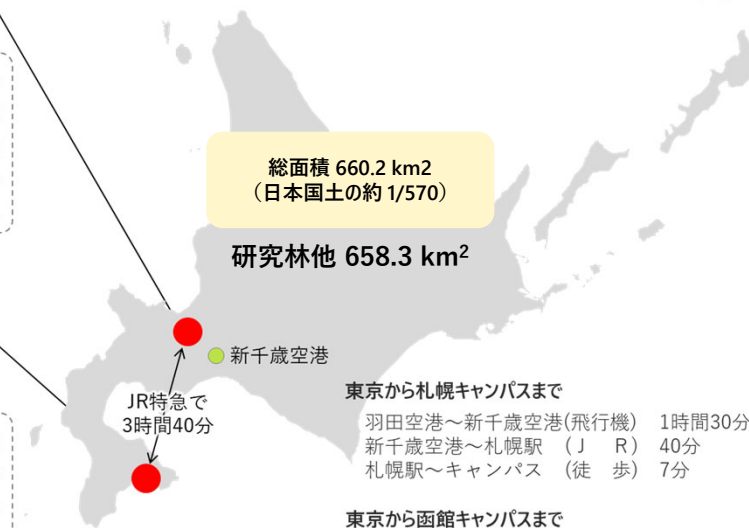 総面積 660.2 km2
（日本国土の約 1/570）
研究林他 658.3 km²
新千歳空港
JR特急で
3時間40分
東京から札幌キャンパスまで
羽田空港～新千歳空港(飛行機) 1時間30分
新千歳空港～札幌駅 （Ｊ Ｒ） 40分
札幌駅～キャンパス （徒 歩） 7分
東京から函館キャンパスまで